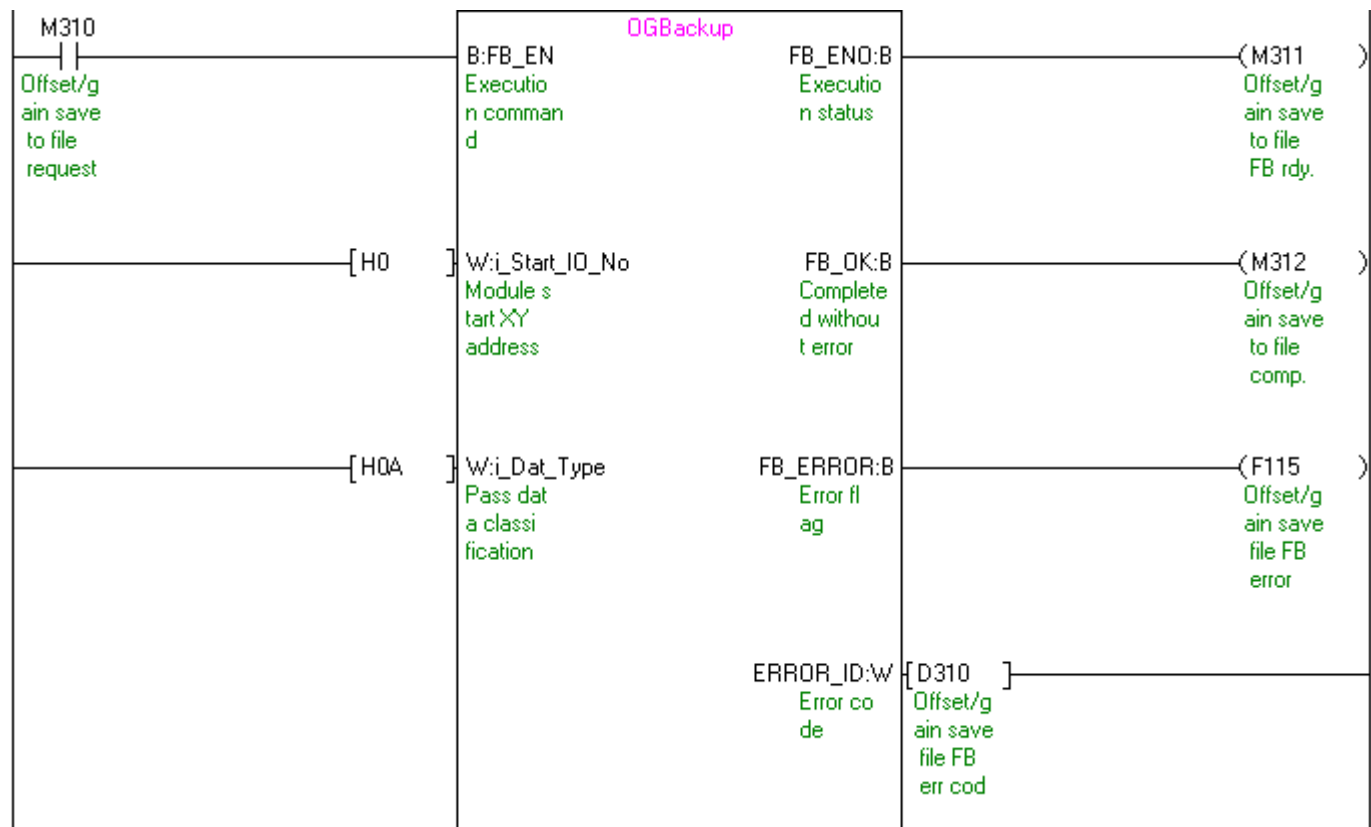 M310
OGBackup
B:FB_EN
FB_ENO:B
(M311 )
Offset/g
ain save
to file
request
Executio
n comman
d
Executio
n status
Offset/g
ain save
to file
FB rdy.
[H0 ]
W:i_Start_IO_No
FB_OK:B
(M312 )
Module s
tart XY
address
Complete
d withou
t error
Offset/g
ain save
to file
comp.
[H0A ]
W:i_Dat_Type
FB_ERROR:B
(F115 )
Pass dat
a classi
fication
Error fl
ag
Offset/g
ain save
file FB
error
ERROR_ID:W
[D310 ]
Error co
de
Offset/g
ain save
file FB
err cod